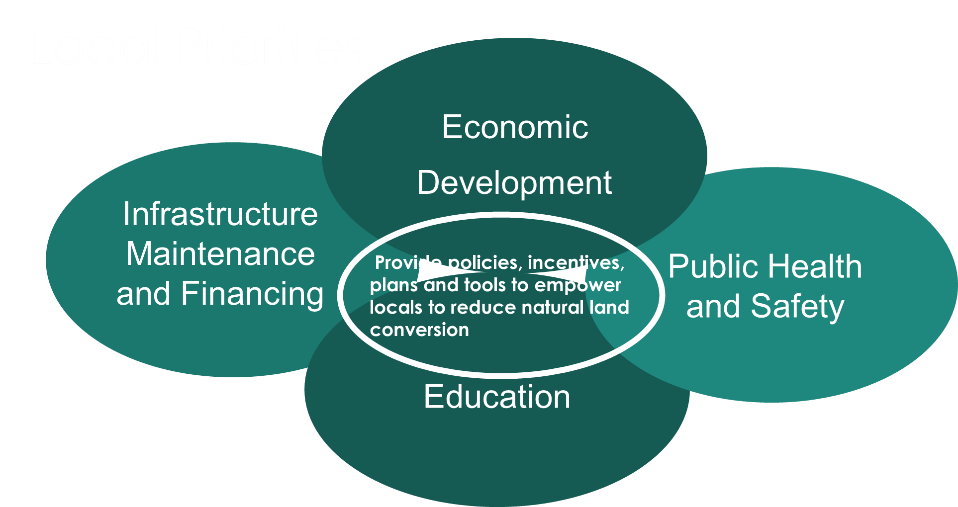 Economic
Development
Infrastructure
Maintenance
and Financing
Provide policies, incentives,
plans and tools to empower
locals to reduce natural land
conversion
Public Health
and Safety
Education